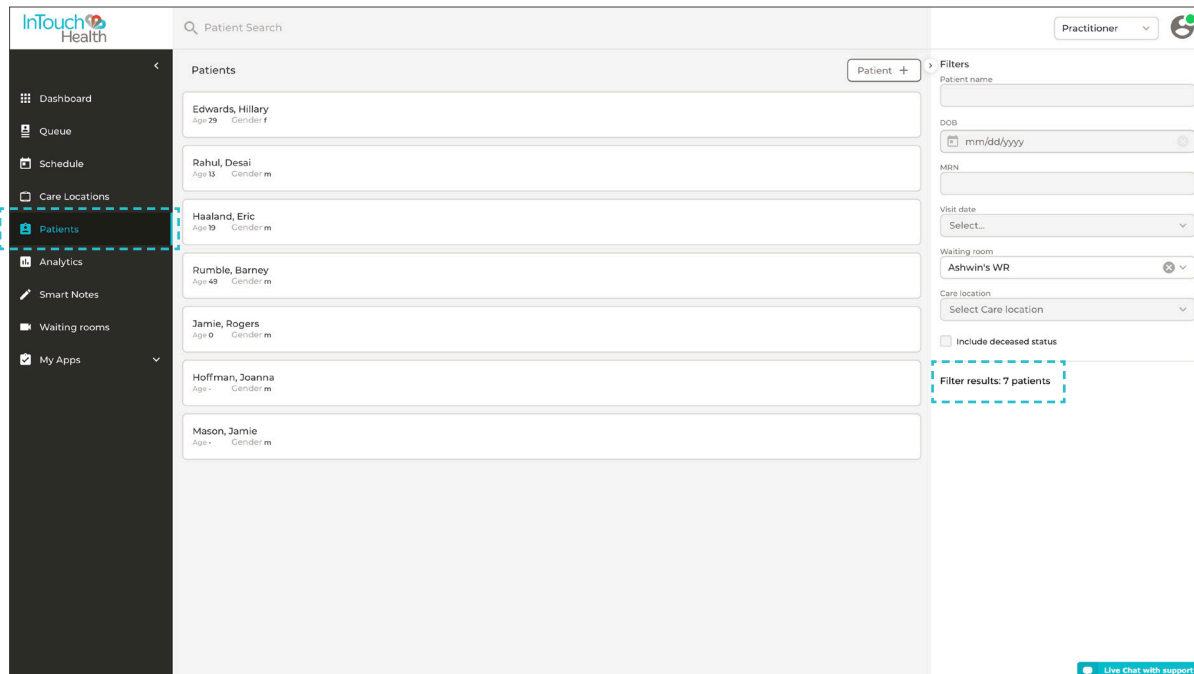 InTouch
Health
Patient Search
Practitioner
Dashboard
Queue
Schedule
Care Locations
Patients
Analytics
Smart Notes
Waiting rooms
My Apps
Patients
Patient +
Edwards, Hillary
Age 29 Gender f
Rahul, Desai
Age 13 Gender m
Haaland, Eric
Age 19 Gender m
Rumble, Barney
Age 49 Gender m
Jamie, Rogers
Age 0 Gender m
Hoffman, Joanna
Age - Gender m
Mason, Jamie
Age - Gender m
Filters
Patient name
DOB
mm/dd/yyyy
MRN
Visit date
Select...
Waiting room
Ashwin's WR
Care location
Select Care location
Include deceased status
Filter results: 7 patients
Live Chat with support